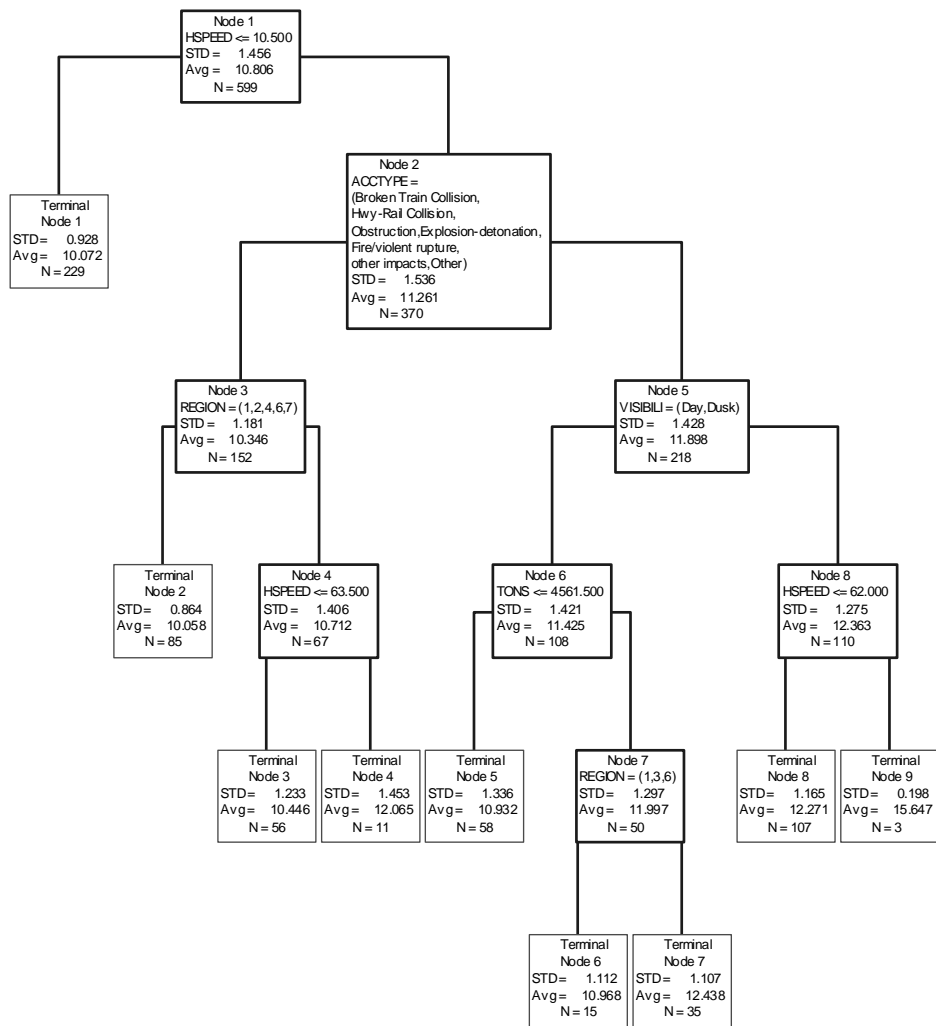 Node 1
HSPEED <= 10.500
STD = 1.456
Avg = 10.806
N = 599
Node 2
ACCTYPE =
(Broken Train Collision,
Hwy-Rail Collision,
Obstruction,Explosion-detonation,
Fire/violent rupture,
other impacts,Other)
STD = 1.536
Avg = 11.261
N = 370
Terminal
Node 1
STD = 0.928
Avg = 10.072
N = 229
Node 3
REGION = (1,2,4,6,7)
STD = 1.181
Avg = 10.346
N = 152
Node 5
VISIBILI = (Day,Dusk)
STD = 1.428
Avg = 11.898
N = 218
Terminal
Node 2
STD = 0.864
Avg = 10.058
N = 85
Node 4
HSPEED <= 63.500
STD = 1.406
Avg = 10.712
N = 67
Node 6
TONS <= 4561.500
STD = 1.421
Avg = 11.425
N = 108
Node 8
HSPEED <= 62.000
STD = 1.275
Avg = 12.363
N = 110
Terminal
Node 3
STD = 1.233
Avg = 10.446
N = 56
Terminal
Node 4
STD = 1.453
Avg = 12.065
N = 11
Terminal
Node 5
STD = 1.336
Avg = 10.932
N = 58
Node 7
REGION = (1,3,6)
STD = 1.297
Avg = 11.997
N = 50
Terminal
Node 8
STD = 1.165
Avg = 12.271
N = 107
Terminal
Node 9
STD = 0.198
Avg = 15.647
N = 3
Terminal
Node 6
STD = 1.112
Avg = 10.968
N = 15
Terminal
Node 7
STD = 1.107
Avg = 12.438
N = 35